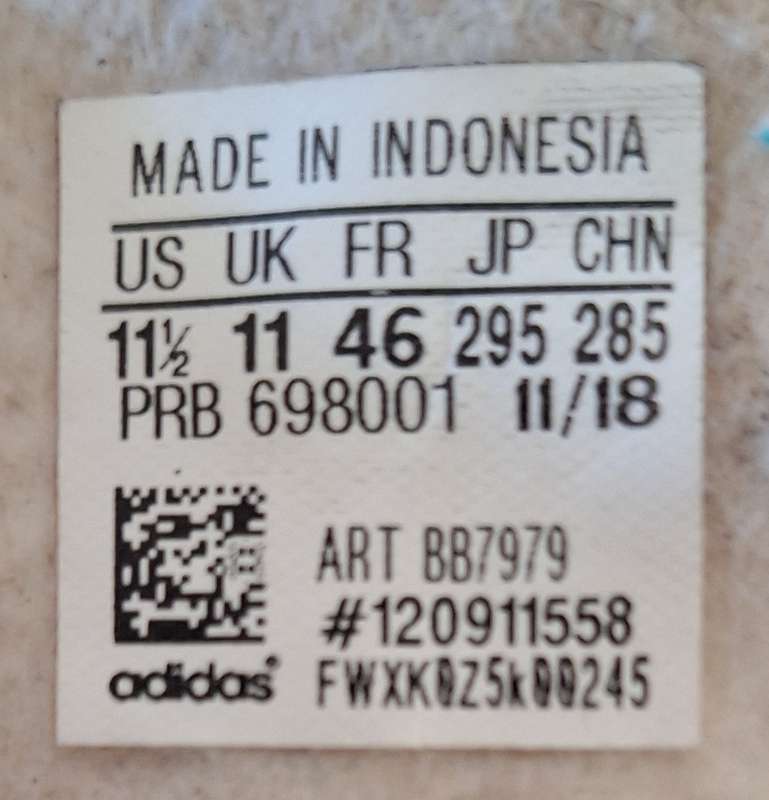 MADE IN INDONESIA
US UK FR JP CHN
11½ 11 46 295 285
PRB 698001 11/18
ART BB7979
#120911558
adidas® FWXK0Z5k00245